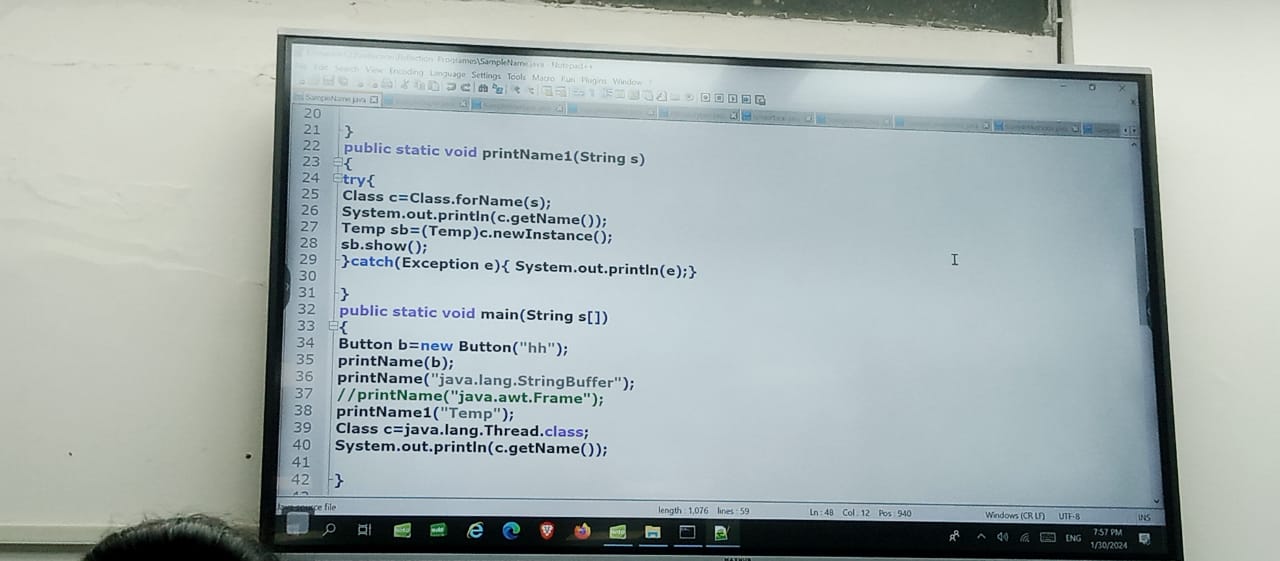 Programes\SampleName.java - Notepad++
Edit Search View Encoding Language Settings Tools Macro Run Plugins Window ?
SampleName.java
20
21 }
22 public static void printName1(String s)
23 {
24 try{
25 Class c=Class.forName(s);
26 System.out.println(c.getName());
27 Temp sb=(Temp)c.newInstance();
28 sb.show();
29 }catch(Exception e){ System.out.println(e);}
30
31 }
32 public static void main(String s[])
33 {
34 Button b=new Button("hh");
35 printName(b);
36 printName("java.lang.StringBuffer");
37 //printName("java.awt.Frame");
38 printName1("Temp");
39 Class c=java.lang.Thread.class;
40 System.out.println(c.getName());
41
42 }
Java source file length : 1,076 lines : 59 Ln : 48 Col : 12 Pos : 940 Windows (CR LF) UTF-8 INS
ENG 7:57 PM
1/30/2024